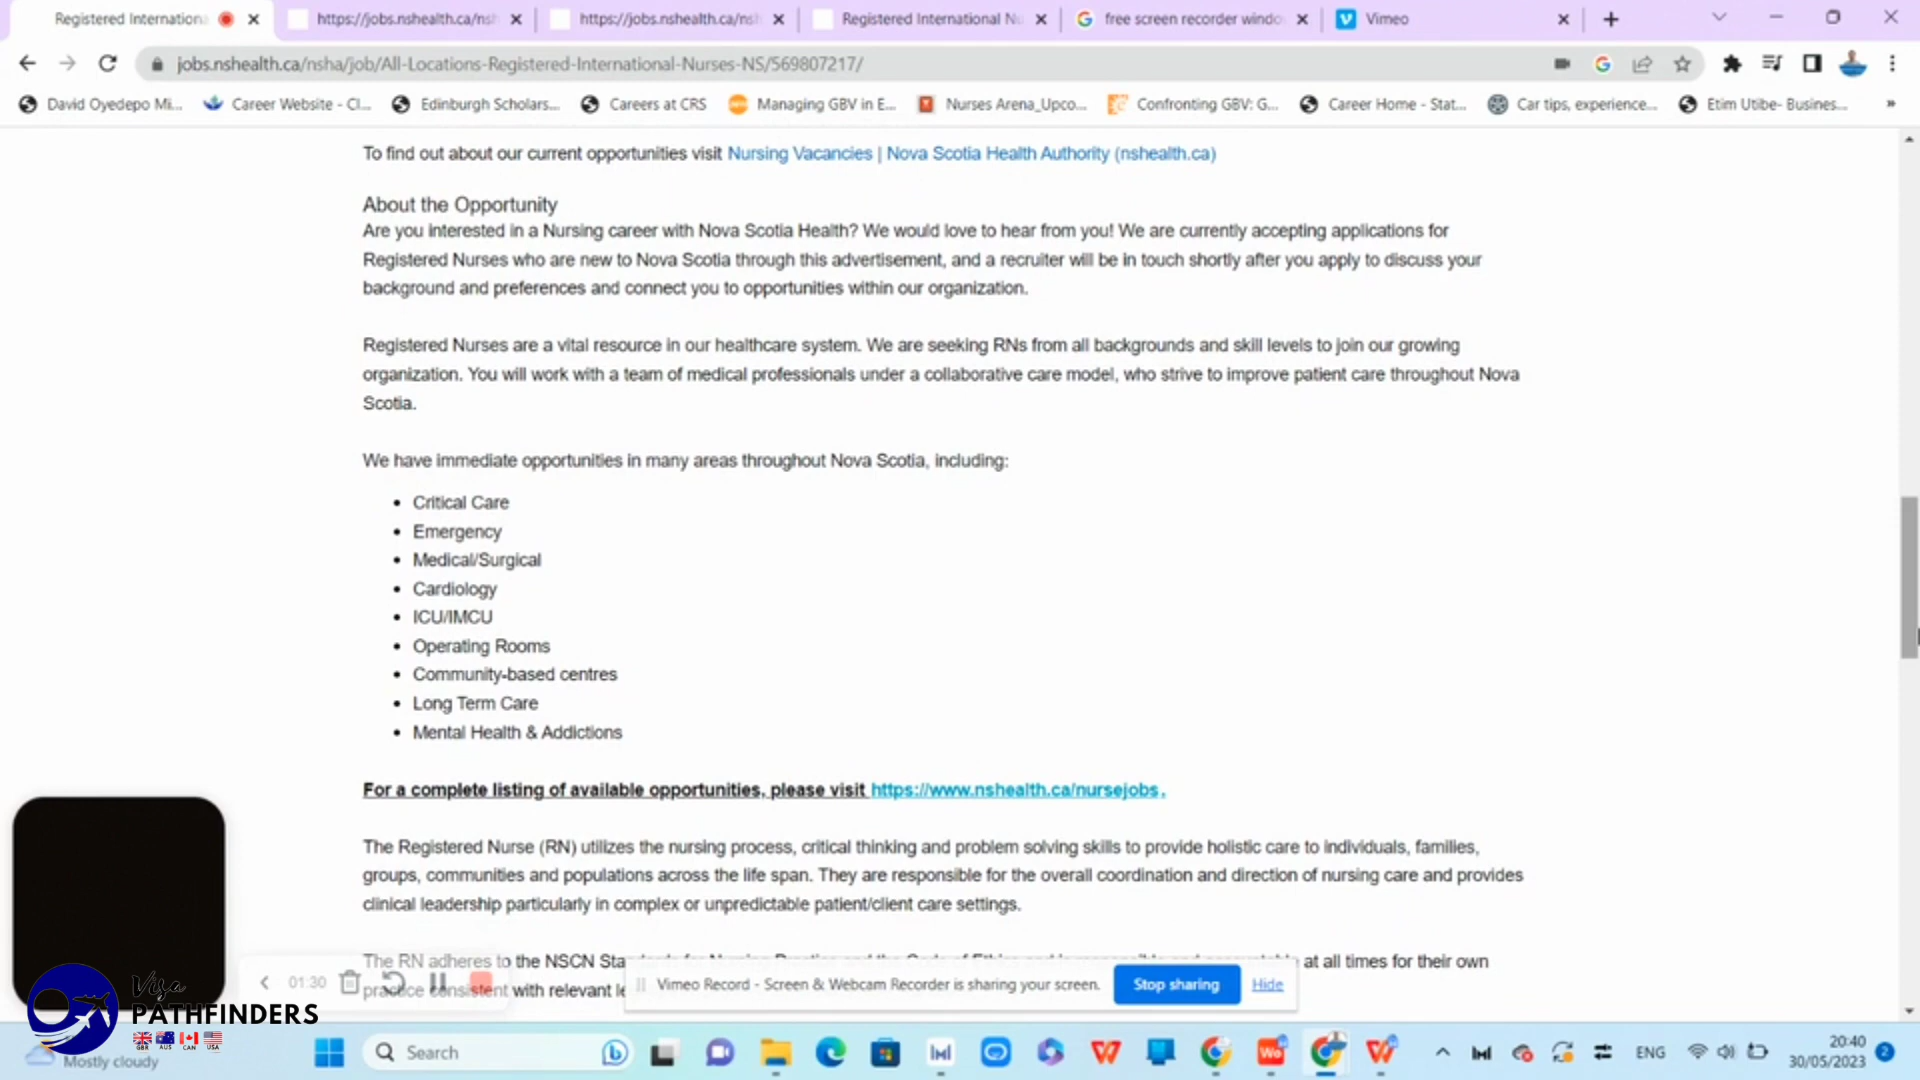 Registered Internationa
https://jobs.nshealth.ca/nsh
https://jobs.nshealth.ca/nsh
Registered International Nu
free screen recorder windo
Vimeo
jobs.nshealth.ca/nsha/job/All-Locations-Registered-International-Nurses-NS/569807217/
David Oyedepo Mi...
Career Website - Cl...
Edinburgh Scholars...
Careers at CRS
Managing GBV in E...
Nurses Arena_Upco...
Confronting GBV: G...
Career Home - Stat...
Car tips, experience...
Etim Utibe- Busines...
To find out about our current opportunities visit Nursing Vacancies | Nova Scotia Health Authority (nshealth.ca)
About the Opportunity
Are you interested in a Nursing career with Nova Scotia Health? We would love to hear from you! We are currently accepting applications for
Registered Nurses who are new to Nova Scotia through this advertisement, and a recruiter will be in touch shortly after you apply to discuss your
background and preferences and connect you to opportunities within our organization.
Registered Nurses are a vital resource in our healthcare system. We are seeking RNs from all backgrounds and skill levels to join our growing
organization. You will work with a team of medical professionals under a collaborative care model, who strive to improve patient care throughout Nova
Scotia.
We have immediate opportunities in many areas throughout Nova Scotia, including:
• Critical Care
• Emergency
• Medical/Surgical
• Cardiology
• ICU/IMCU
• Operating Rooms
• Community-based centres
• Long Term Care
• Mental Health & Addictions
For a complete listing of available opportunities, please visit https://www.nshealth.ca/nursejobs.
The Registered Nurse (RN) utilizes the nursing process, critical thinking and problem solving skills to provide holistic care to individuals, families,
groups, communities and populations across the life span. They are responsible for the overall coordination and direction of nursing care and provides
clinical leadership particularly in complex or unpredictable patient/client care settings.
The RN adheres to the NSCN at all times for their own
practice consistent with relevant
01:30
Vimeo Record - Screen & Webcam Recorder is sharing your screen.
Stop sharing
Hide
Visa
PATHFINDERS
GBR AUS CAN USA
Mostly cloudy
Search
ENG
20:40
30/05/2023
2